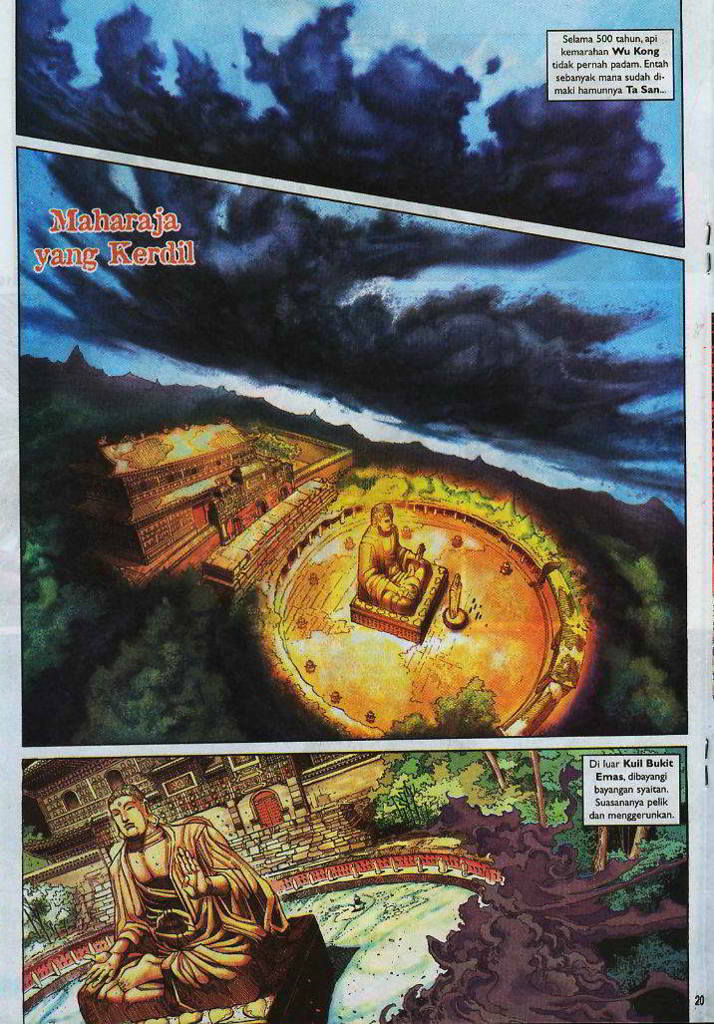 Selama 500 tahun, api
kemarahan Wu Kong
tidak pernah padam. Entah
sebanyak mana sudah di-
maki hamunnya Ta San...
Maharaja
yang Kerdil
Di luar Kuil Bukit
Emas, dibayangi
bayangan syaitan.
Suasananya pelik
dan menggerunkan.
20